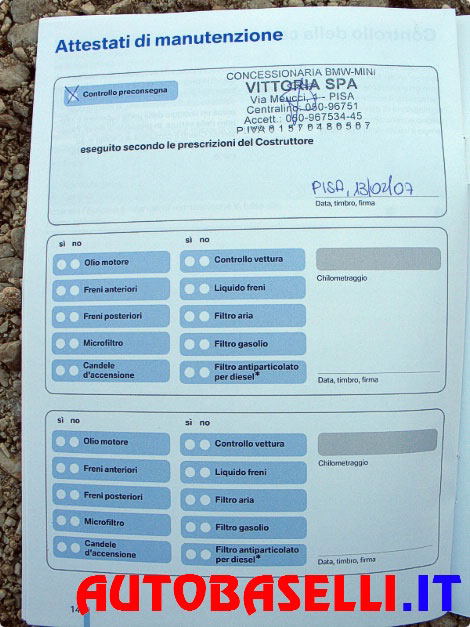 Attestati di manutenzione
Controllo preconsegna
CONCESSIONARIA BMW-MINI
VITTORIA SPA
Via Meucci, - PISA
Centralino: 050-96751
Accett.: 050-967534-45
eseguito secondo le prescrizioni del Costruttore
PISA, 13/02/07
Data, timbro, firma
sì no
sì no
Olio motore
Controllo vettura
Freni anteriori
Liquido freni
Chilometraggio
Freni posteriori
Filtro aria
Microfiltro
Filtro gasolio
Candele
d'accensione
Filtro antiparticolato
per diesel*
Data, timbro, firma
sì no
sì no
Olio motore
Controllo vettura
Freni anteriori
Liquido freni
Chilometraggio
Freni posteriori
Filtro aria
Microfiltro
Filtro gasolio
Candele
d'accensione
Filtro antiparticolato
per diesel*
Data, timbro, firma
AUTOBASELLI.IT